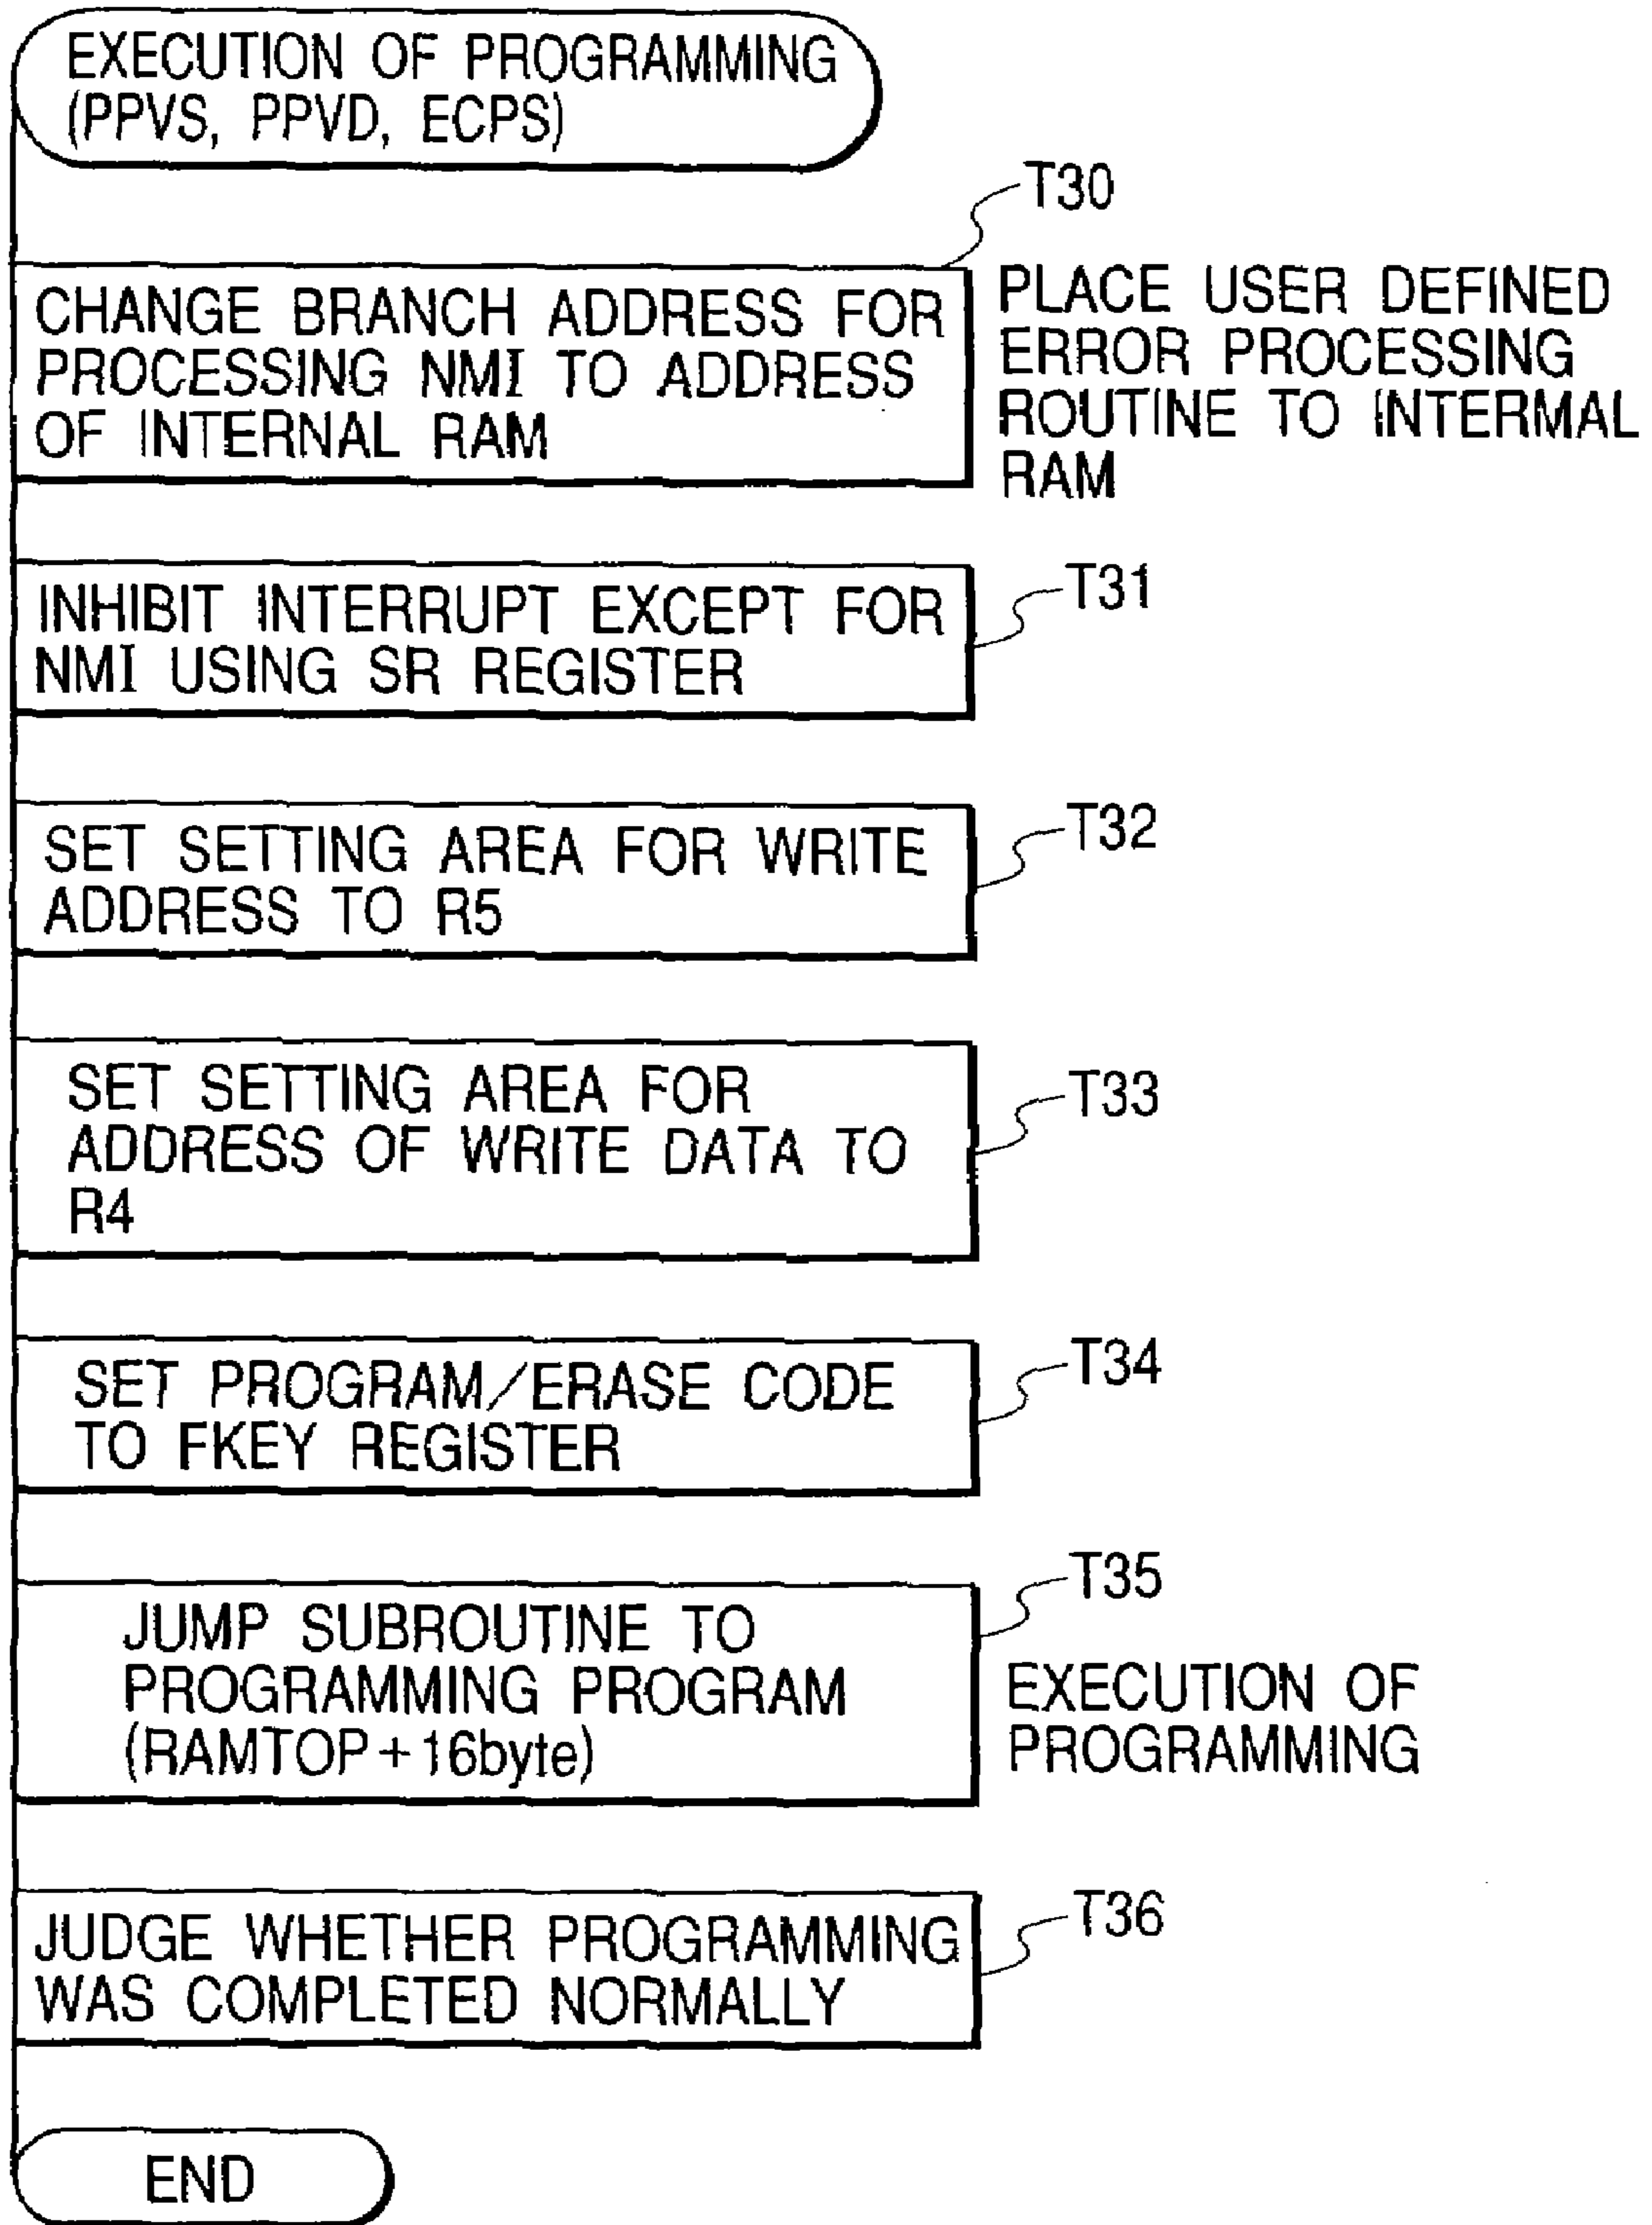 EXECUTION OF PROGRAMMING
(PPVS, PPVD, ECPS)
T30
CHANGE BRANCH ADDRESS FOR
PROCESSING NMI TO ADDRESS
OF INTERNAL RAM
PLACE USER DEFINED
ERROR PROCESSING
ROUTINE TO INTERMAL
RAM
T31
INHIBIT INTERRUPT EXCEPT FOR
NMI USING SR REGISTER
T32
SET SETTING AREA FOR WRITE
ADDRESS TO R5
T33
SET SETTING AREA FOR
ADDRESS OF WRITE DATA TO
R4
T34
SET PROGRAM/ERASE CODE
TO FKEY REGISTER
T35
JUMP SUBROUTINE TO
PROGRAMMING PROGRAM
(RAMTOP+16byte)
EXECUTION OF
PROGRAMMING
T36
JUDGE WHETHER PROGRAMMING
WAS COMPLETED NORMALLY
END